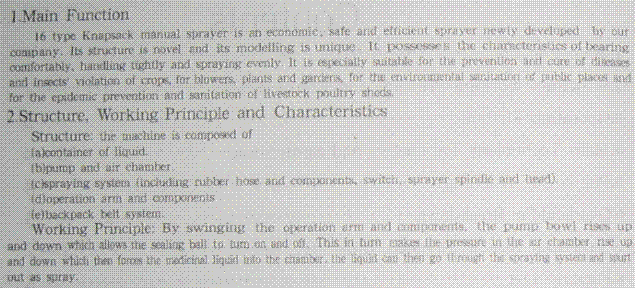 1.Main Function
16 type Knapsack manual sprayer is an economic, safe and efficient sprayer newly developed by our
company. Its structure is novel and its modelling is unique. It possesses the characteristics of bearing
comfortably, handling tightly and spraying evenly. It is especially suitable for the prevention and cure of diseases
and insects' violation of crops, for blowers, plants and gardens, for the environmental sanitation of public places and
for the epidemic prevention and sanitation of livestock poultry sheds.
2.Structure, Working Principle and Characteristics
Structure: the machine is composed of
(a)container of liquid.
(b)pump and air chamber.
(c)spraying system (including rubber hose and components, switch, sprayer spindle and head)
(d)operation arm and components
(e)backpack belt system.
Working Principle: By swinging the operation arm and components, the pump bowl rises up
and down which allows the sealing ball to turn on and off. This in turn makes the pressure in the air chamber rise up
and down which then forces the medicinal liquid into the chamber, the liquid can then go through the spraying system and spurt
out as spray.